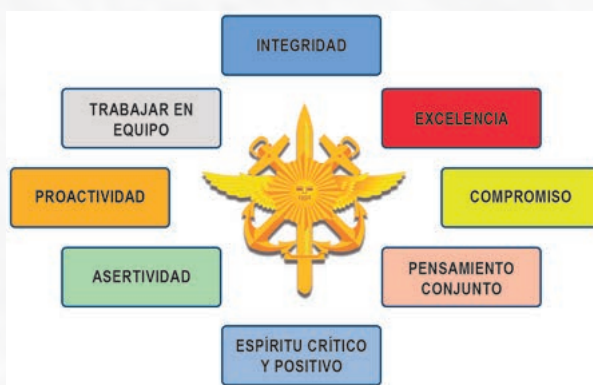 INTEGRIDAD
TRABAJAR EN
EQUIPO
EXCELENCIA
PROACTIVIDAD
COMPROMISO
ASERTIVIDAD
PENSAMIENTO
CONJUNTO
ESPÍRITU CRÍTICO
Y POSITIVO